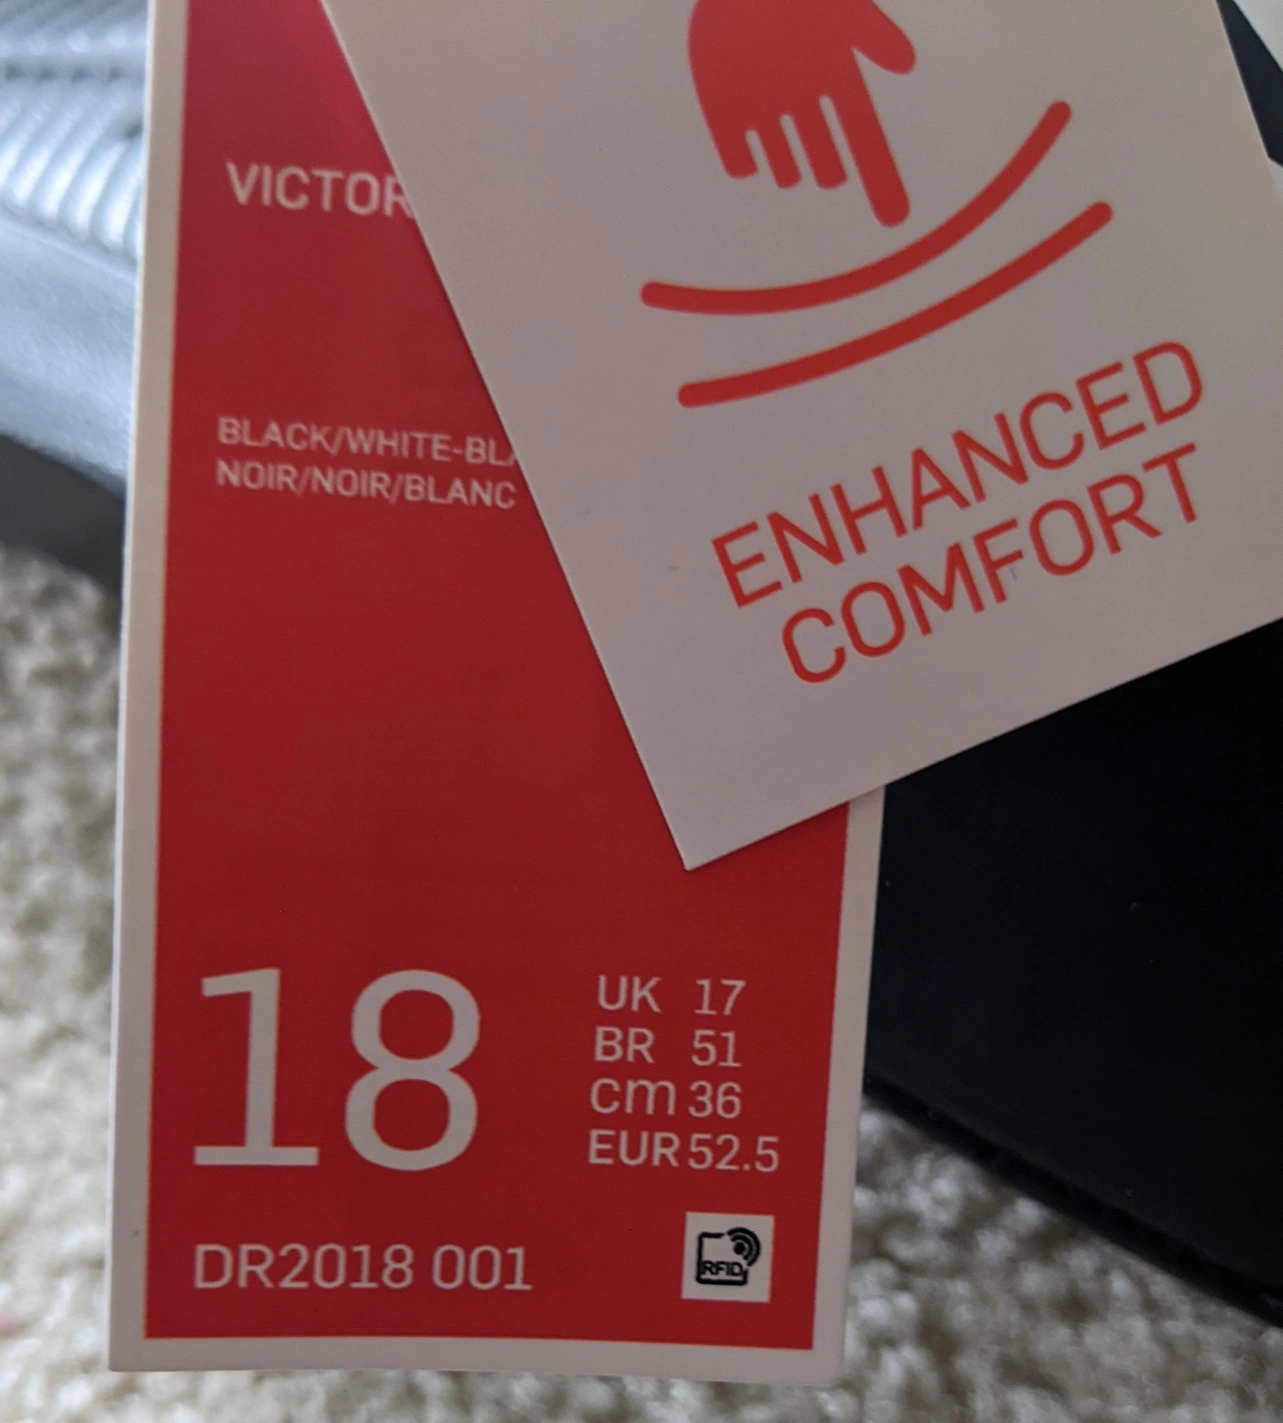 VICTOR
BLACK/WHITE-BLA
NOIR/NOIR/BLANC
ENHANCED
COMFORT
18
UK 17
BR 51
cm 36
EUR 52.5
DR2018 001
RFID